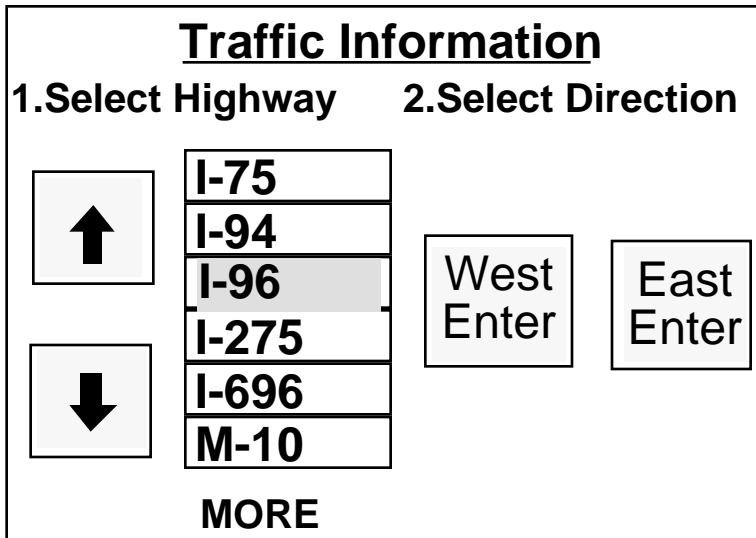 Traffic Information
1.Select Highway
2.Select Direction
I-75
I-94
I-96
I-275
I-696
M-10
MORE
West
Enter
East
Enter